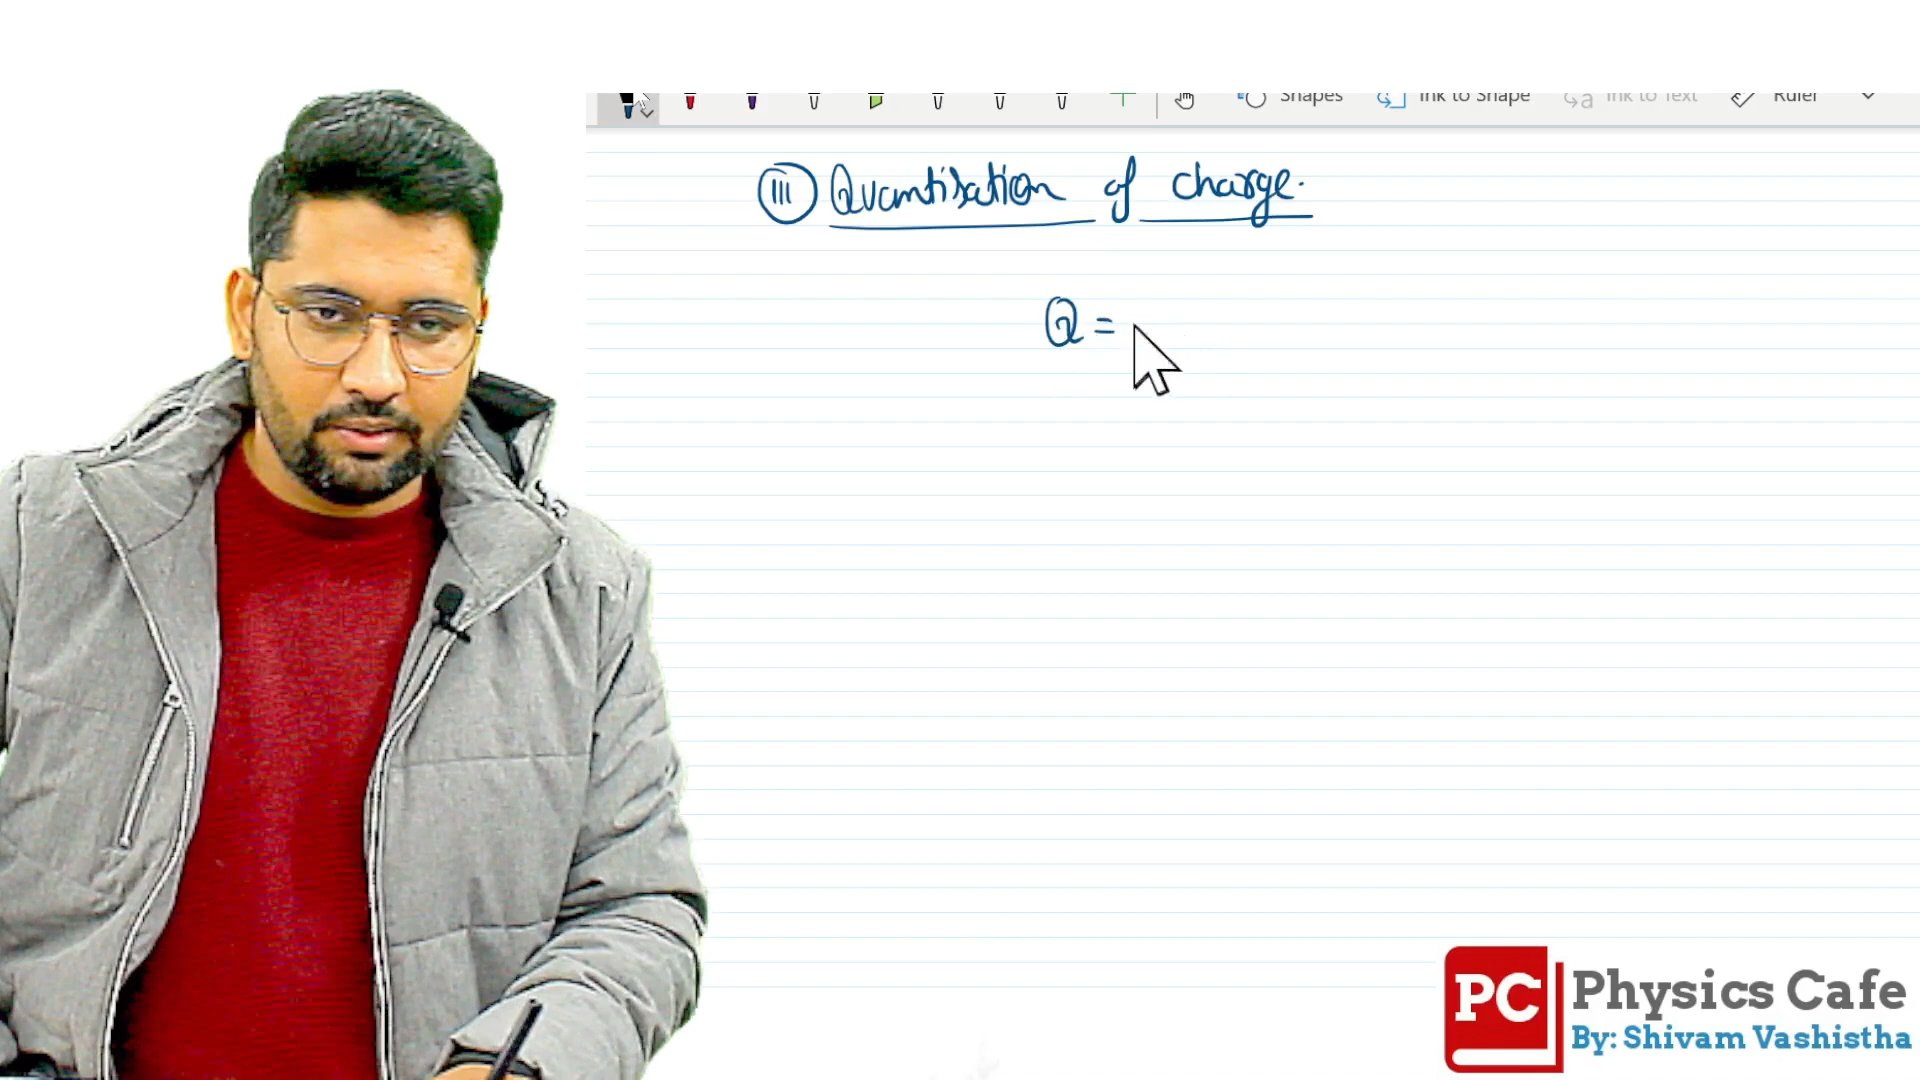 Shapes Ink to Shape Ink to Text Ruler
III Quantisation of charge.
Q =
PC Physics Cafe
By: Shivam Vashistha